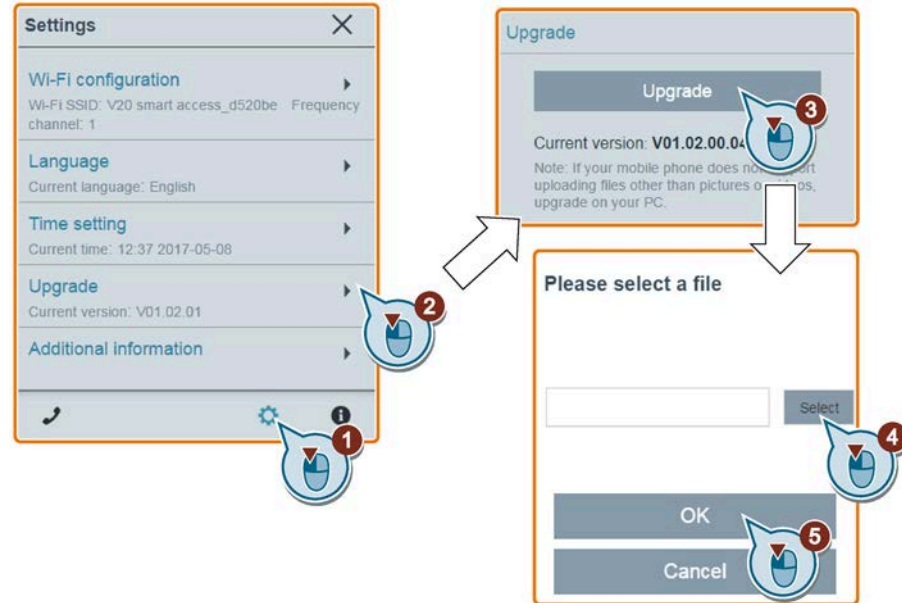 Settings
Wi-Fi configuration
Wi-Fi SSID: V20 smart access_d520be Frequency
channel: 1
Language
Current language: English
Time setting
Current time: 12:37 2017-05-08
Upgrade
Current version: V01.02.01
Additional information
1
2
Upgrade
Upgrade
3
Current version: V01.02.00.04
Note: If your mobile phone does
uploading files other than pictures
upgrade on your PC.
Please select a file
Select
4
OK
5
Cancel